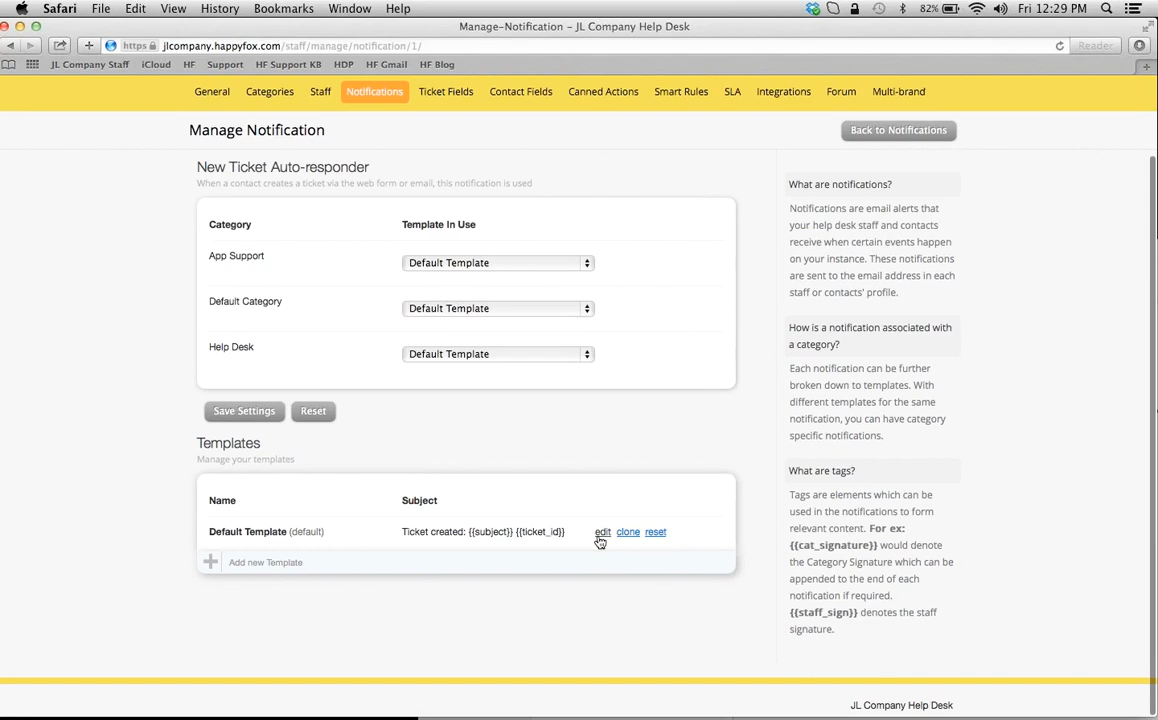 Safari File Edit View History Bookmarks Window Help 82% Fri 12:29 PM
Manage-Notification – JL Company Help Desk
https jlcompany.happyfox.com/staff/manage/notification/1/ Reader
JL Company Staff iCloud HF Support HF Support KB HDP HF Gmail HF Blog
General Categories Staff Notifications Ticket Fields Contact Fields Canned Actions Smart Rules SLA Integrations Forum Multi-brand
Manage Notification
Back to Notifications
New Ticket Auto-responder
When a contact creates a ticket via the web form or email, this notification is used
Category Template In Use
App Support Default Template
Default Category Default Template
Help Desk Default Template
Save Settings Reset
Templates
Manage your templates
Name Subject
Default Template (default) Ticket created: {{subject}} {{ticket_id}} edit clone reset
Add new Template
What are notifications?
Notifications are email alerts that
your help desk staff and contacts
receive when certain events happen
on your instance. These notifications
are sent to the email address in each
staff or contacts' profile.
How is a notification associated with
a category?
Each notification can be further
broken down to templates. With
different templates for the same
notification, you can have category
specific notifications.
What are tags?
Tags are elements which can be
used in the notifications to form
relevant content. For ex:
{{cat_signature}} would denote
the Category Signature which can be
appended to the end of each
notification if required.
{{staff_sign}} denotes the staff
signature.
JL Company Help Desk